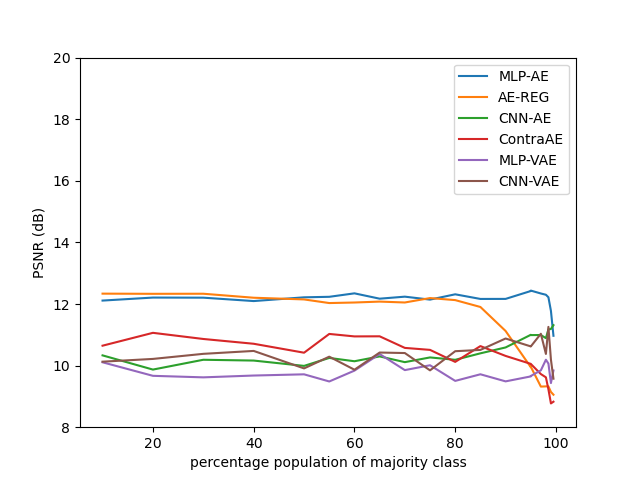 20
18
16
14
12
10
8
PSNR (dB)
MLP-AE
AE-REG
CNN-AE
ContraAE
MLP-VAE
CNN-VAE
20 40 60 80 100
percentage population of majority class